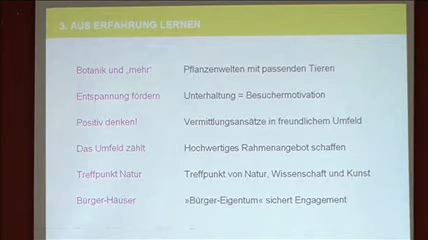 3. AUS ERFAHRUNG LERNEN
Botanik und „mehr“ Pflanzenwelten mit passenden Tieren
Entspannung fördern Unterhaltung = Besuchermotivation
Positiv denken! Vermittlungsansätze in freundlichem Umfeld
Das Umfeld zählt Hochwertiges Rahmenangebot schaffen
Treffpunkt Natur Treffpunkt von Natur, Wissenschaft und Kunst
Bürger-Häuser »Bürger-Eigentum« sichert Engagement